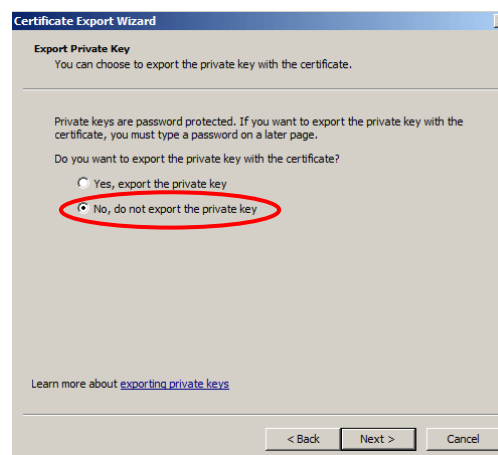 Certificate Export Wizard
Export Private Key
You can choose to export the private key with the certificate.
Private keys are password protected. If you want to export the private key with the
certificate, you must type a password on a later page.
Do you want to export the private key with the certificate?
Yes, export the private key
No, do not export the private key
Learn more about exporting private keys
< Back Next > Cancel